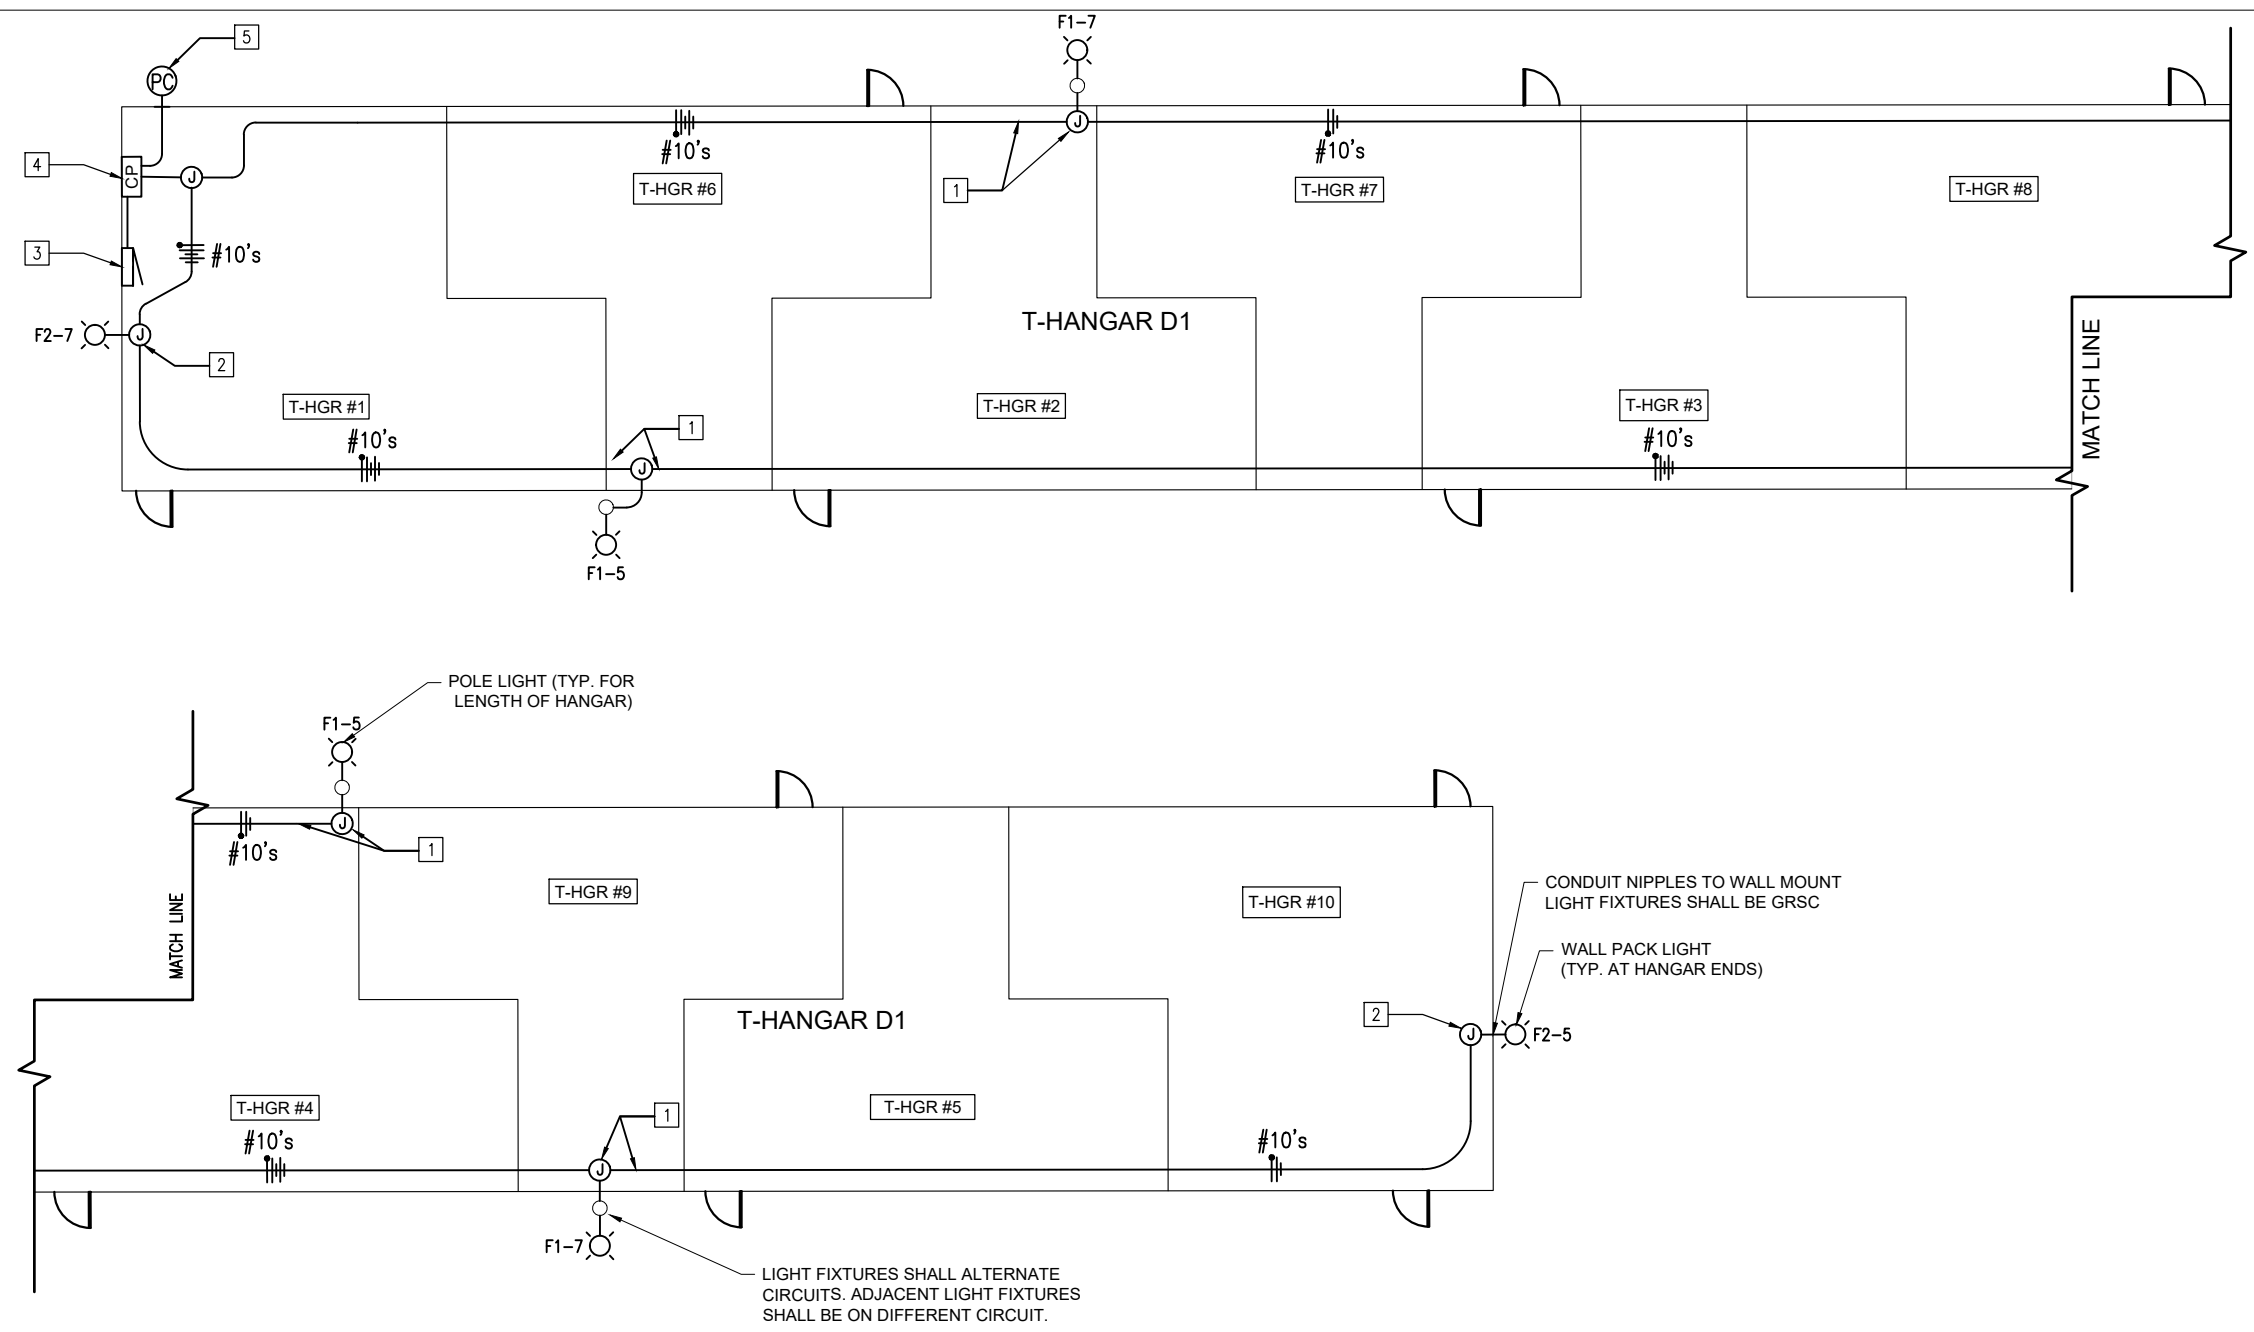 F1-7
5
PC
4
CP
J
J
#10's
#10's
1
T-HGR #6
T-HGR #7
T-HGR #8
3
#10's
F2-7
J
2
T-HANGAR D1
MATCH LINE
T-HGR #1
T-HGR #2
T-HGR #3
#10's
1
#10's
J
F1-5
POLE LIGHT (TYP. FOR
LENGTH OF HANGAR)
F1-5
J
#10's
1
T-HGR #9
T-HGR #10
CONDUIT NIPPLES TO WALL MOUNT
LIGHT FIXTURES SHALL BE GRSC
MATCH LINE
WALL PACK LIGHT
(TYP. AT HANGAR ENDS)
T-HANGAR D1
2
J
F2-5
T-HGR #4
1
T-HGR #5
#10's
#10's
J
F1-7
LIGHT FIXTURES SHALL ALTERNATE
CIRCUITS. ADJACENT LIGHT FIXTURES
SHALL BE ON DIFFERENT CIRCUIT.